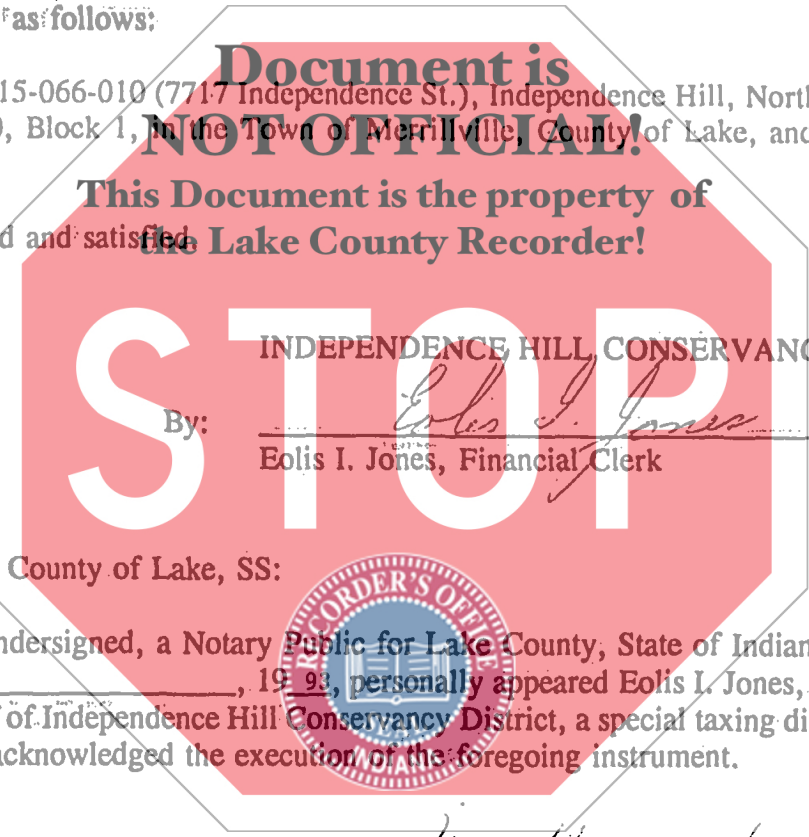 as follows:
Document is
15-066-010 (7717 Independence St.), Independence Hill, North
, Block 1, in the Town of Merrillville, County of Lake, and
NOT OFFICIAL!
This Document is the property of
d and satisfied.
the Lake County Recorder!
STOP
INDEPENDENCE HILL CONSERVANC
By: Eolis I. Jones
Eolis I. Jones, Financial Clerk
County of Lake, SS:
RECORDER'S OFFICE
ndersigned, a Notary Public for Lake County, State of Indian
, 19 93, personally appeared Eolis I. Jones,
of Independence Hill Conservancy District, a special taxing di
acknowledged the execution of the foregoing instrument.
INDIANA